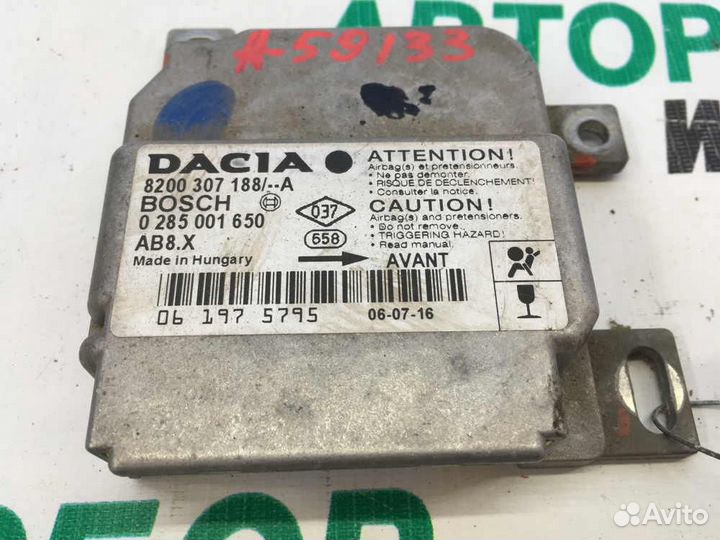 A-59133
АВТОР
DACIA
8200 307 188/--A
BOSCH
0 285 001 650
AB8.X
Made in Hungary
037
658
ATTENTION!
Airbag(s) et pretensionneurs.
• Ne pas demonter.
• RISQUE DE DECLENCHEMENT!
• Consulter la notice.
CAUTION!
Airbag(s) and pretensioners.
• Do not remove.
• TRIGGERING HAZARD!
• Read manual.
AVANT
06 197 5795
06-07-16
Avito